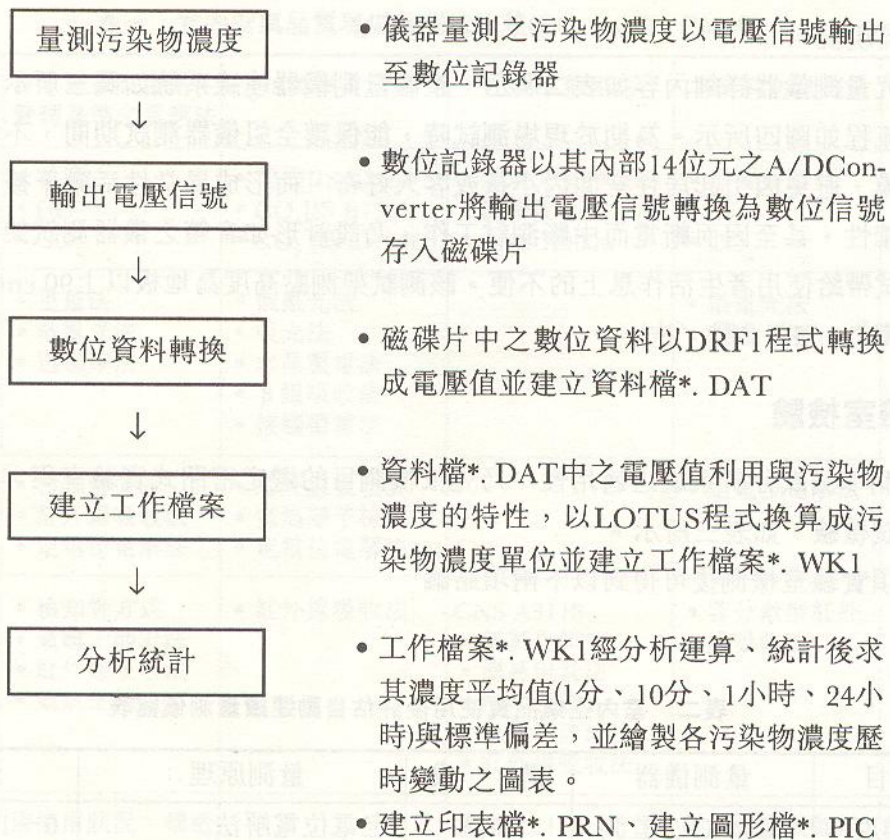 量測污染物濃度
• 儀器量測之污染物濃度以電壓信號輸出
至數位記錄器
↓
輸出電壓信號
• 數位記錄器以其內部14位元之A/DCon-
verter將輸出電壓信號轉換為數位信號
存入磁碟片
↓
數位資料轉換
• 磁碟片中之數位資料以DRF1程式轉換
成電壓值並建立資料檔*. DAT
↓
建立工作檔案
• 資料檔*. DAT中之電壓值利用與污染物
濃度的特性，以LOTUS程式換算成污
染物濃度單位並建立工作檔案*. WK1
↓
分析統計
• 工作檔案*. WK1經分析運算、統計後求
其濃度平均值(1分、10分、1小時、24小
時)與標準偏差，並繪製各污染物濃度歷
時變動之圖表。
• 建立印表檔*. PRN、建立圖形檔*. PIC